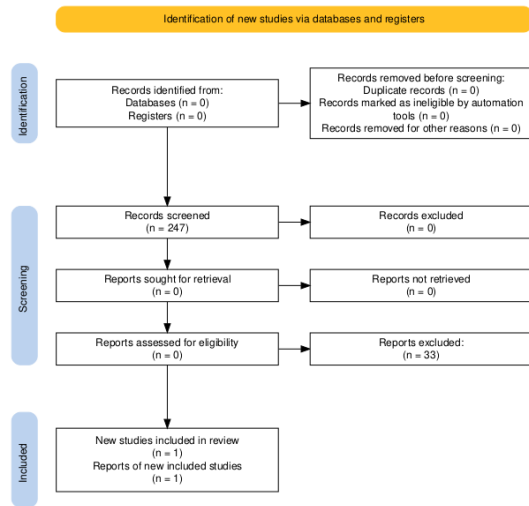 Identification of new studies via databases and registers
Identification
Records identified from:
Databases (n = 0)
Registers (n = 0)
Records removed before screening:
Duplicate records (n = 0)
Records marked as ineligible by automation
tools (n = 0)
Records removed for other reasons (n = 0)
Screening
Records screened
(n = 247)
Records excluded
(n = 0)
Reports sought for retrieval
(n = 0)
Reports not retrieved
(n = 0)
Reports assessed for eligibility
(n = 0)
Reports excluded:
(n = 33)
Included
New studies included in review
(n = 1)
Reports of new included studies
(n = 1)